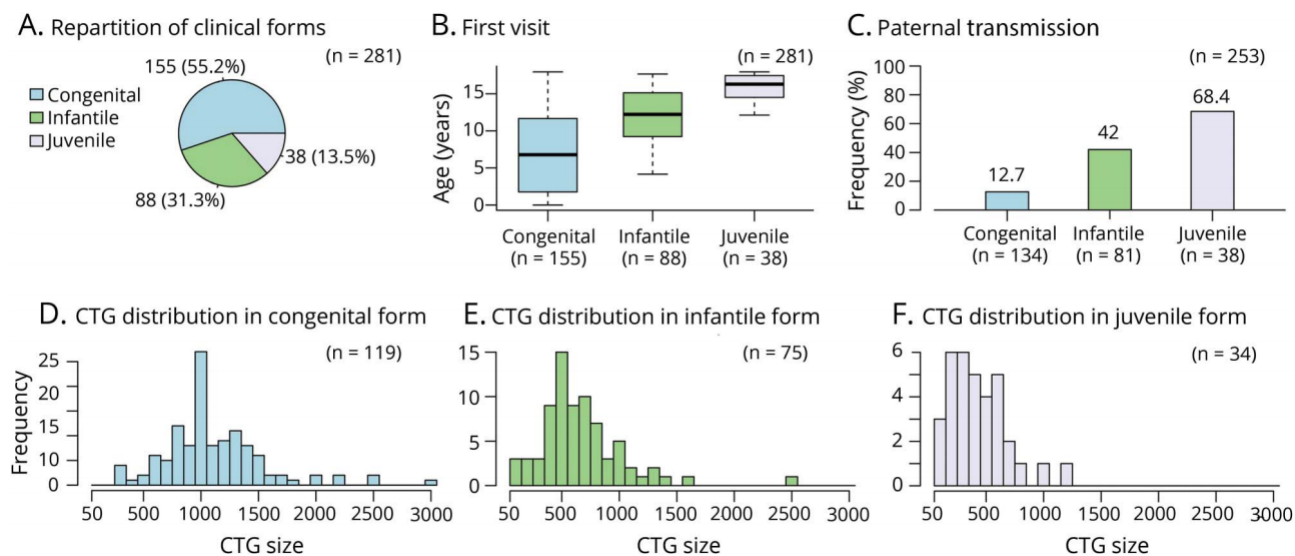 A. Repartition of clinical forms
(n = 281)
155 (55.2%)
Congenital
Infantile
Juvenile
38 (13.5%)
88 (31.3%)
B. First visit
(n = 281)
Age (years)
15
10
5
0
Congenital
(n = 155)
Infantile
(n = 88)
Juvenile
(n = 38)
C. Paternal transmission
(n = 253)
Frequency (%)
100
80
60
40
20
0
12.7
42
68.4
Congenital
(n = 134)
Infantile
(n = 81)
Juvenile
(n = 38)
D. CTG distribution in congenital form
(n = 119)
Frequency
25
20
15
10
0
50 500 1000 1500 2000 2500 3000
CTG size
E. CTG distribution in infantile form
(n = 75)
15
10
5
0
50 500 1000 1500 2000 2500 3000
CTG size
F. CTG distribution in juvenile form
(n = 34)
6
4
2
0
50 500 1000 1500 2000 2500 3000
CTG size